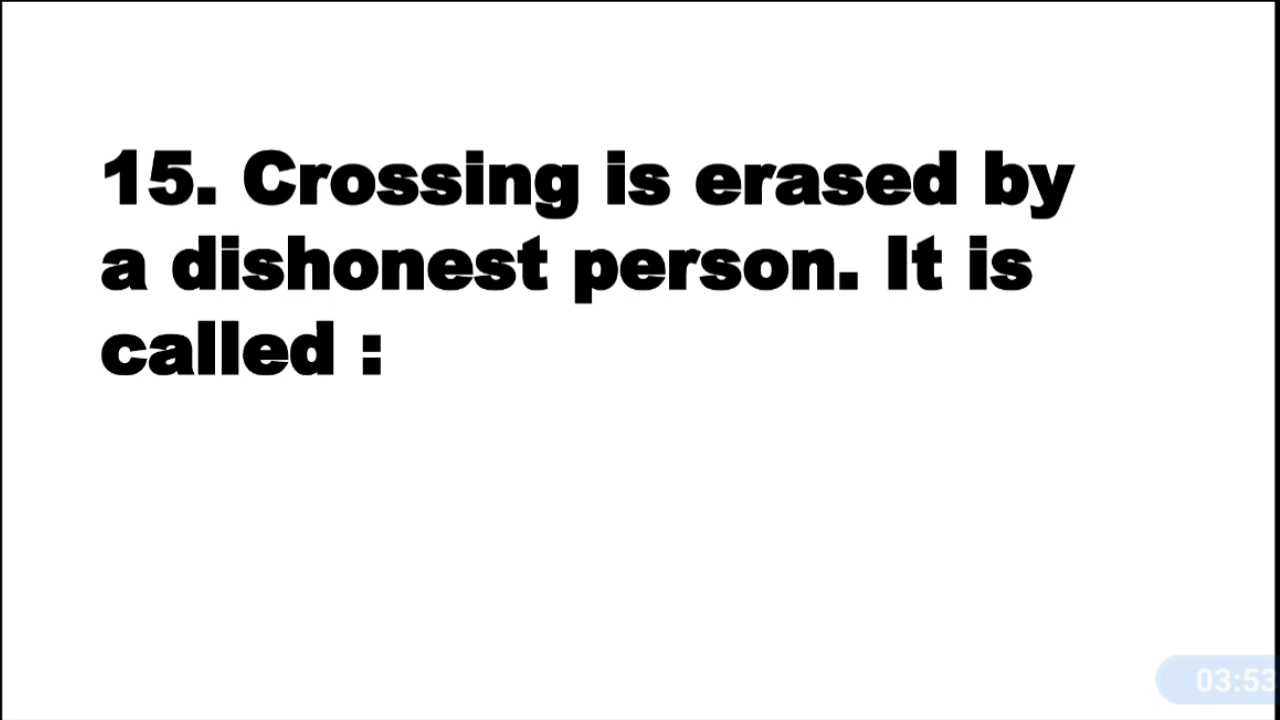 15. Crossing is erased by
a dishonest person. It is
called :
03:53